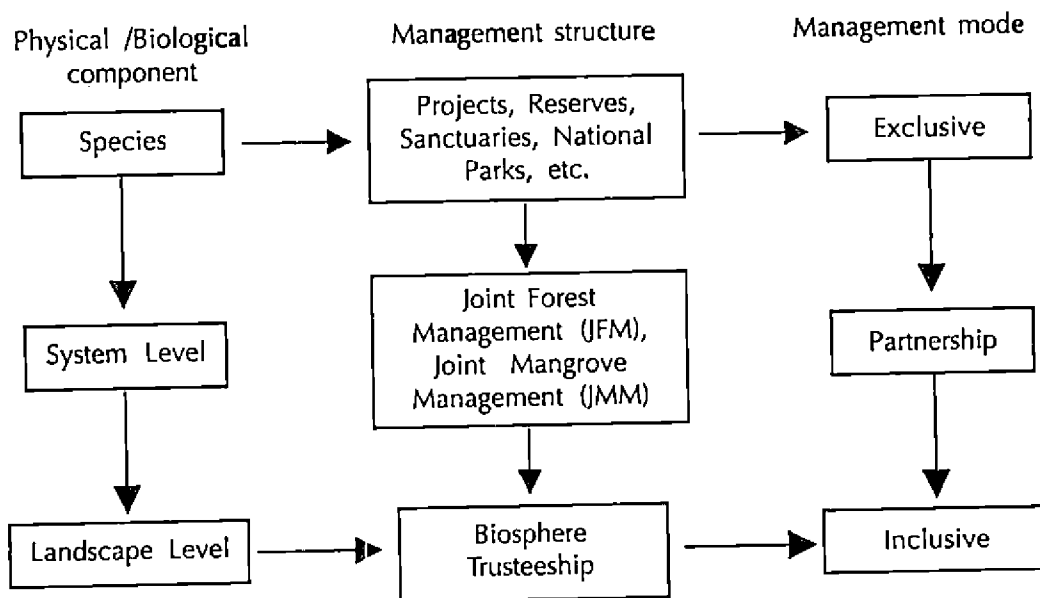 Physical /Biological
component
Management structure
Management mode
Species
Projects, Reserves,
Sanctuaries, National
Parks, etc.
Exclusive
System Level
Joint Forest
Management (JFM),
Joint Mangrove
Management (JMM)
Partnership
Landscape Level
Biosphere
Trusteeship
Inclusive